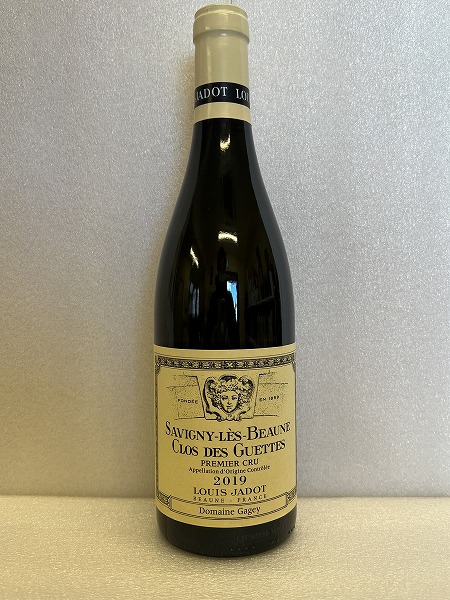 JADOT LO
FONDÉE EN 1859
SAVIGNY-LÈS-BEAUNE
CLOS DES GUETTES
PREMIER CRU
Appellation d'Origine Contrôlée
2019
LOUIS JADOT
BEAUNE - FRANCE
Domaine Gagey